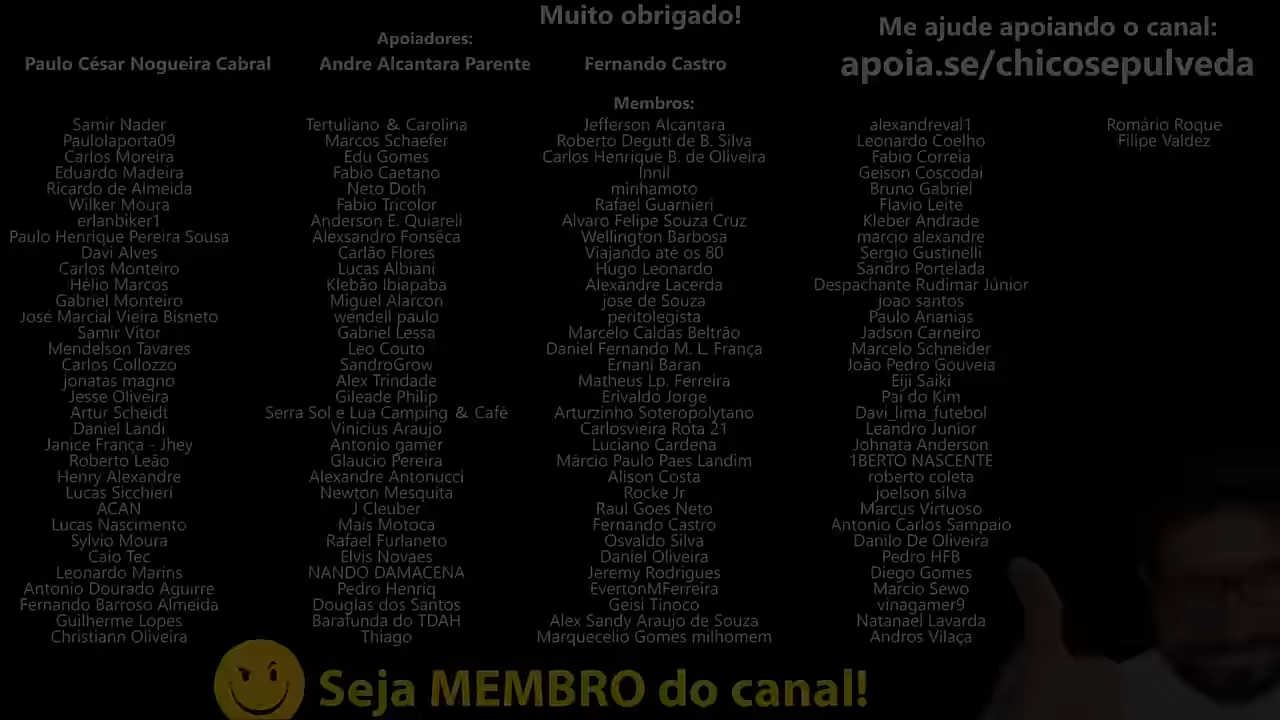 Muito obrigado!
Me ajude apoiando o canal:
apoia.se/chicosepulveda
Apoiadores:
Paulo César Nogueira Cabral
Andre Alcantara Parente
Fernando Castro
Membros:
Samir Nader
Paulolaporta09
Carlos Moreira
Eduardo Madeira
Ricardo de Almeida
Wilker Moura
erlanbiker1
Paulo Henrique Pereira Sousa
Davi Alves
Carlos Monteiro
Hélio Marcos
Gabriel Monteiro
José Marcial Vieira Bisneto
Samir Vitor
Mendelson Tavares
Carlos Collozzo
jonatas magno
Jesse Oliveira
Artur Scheidt
Daniel Landi
Janice França - Jhey
Roberto Leão
Henry Alexandre
Lucas Sicchieri
ACAN
Lucas Nascimento
Sylvio Moura
Caio Tec
Leonardo Marins
Antonio Dourado Aguirre
Fernando Barroso Almeida
Guilherme Lopes
Christiann Oliveira
Tertuliano & Carolina
Marcos Schaefer
Edu Gomes
Fabio Caetano
Neto Doth
Fabio Tricolor
Anderson E. Quiareli
Alexsandro Fonsêca
Carlão Flores
Lucas Albiani
Klebão Ibiapaba
Miguel Alarcon
wendell paulo
Gabriel Lessa
Leo Couto
SandroGrow
Alex Trindade
Gileade Philip
Serra Sol e Lua Camping & Café
Vinicius Araujo
Antonio gamer
Glaucio Pereira
Alexandre Antonucci
Newton Mesquita
J Cleuber
Mais Motoca
Rafael Furlaneto
Elvis Novaes
NANDO DAMACENA
Pedro Henriq
Douglas dos Santos
Barafunda do TDAH
Thiago
Jefferson Alcantara
Roberto Deguti de B. Silva
Carlos Henrique B. de Oliveira
Innil
minhamoto
Rafael Guarnieri
Alvaro Felipe Souza Cruz
Wellington Barbosa
Viajando até os 80
Hugo Leonardo
Alexandre Lacerda
jose de Souza
peritolegista
Marcelo Caldas Beltrão
Daniel Fernando M. L. França
Ernani Baran
Matheus Lp. Ferreira
Erivaldo Jorge
Arturzinho Soteropolytano
Carlosvieira Rota 21
Luciano Cardena
Márcio Paulo Paes Landim
Alison Costa
Rocke Jr
Raul Goes Neto
Fernando Castro
Osvaldo Silva
Daniel Oliveira
Jeremy Rodrigues
EvertonMFerreira
Geisi Tinoco
Alex Sandy Araujo de Souza
Marquecelio Gomes milhomem
alexandreval1
Leonardo Coelho
Fabio Correia
Geison Coscodai
Bruno Gabriel
Flavio Leite
Kleber Andrade
marcio alexandre
Sergio Gustinelli
Sandro Portelada
Despachante Rudimar Júnior
joao santos
Paulo Ananias
Jadson Carneiro
Marcelo Schneider
João Pedro Gouveia
Eiji Saiki
Pai do Kim
Davi_lima_futebol
Leandro Junior
Johnata Anderson
1BERTO NASCENTE
roberto coleta
joelson silva
Marcus Virtuoso
Antonio Carlos Sampaio
Danilo De Oliveira
Pedro HFB
Diego Gomes
Marcio Sewo
vinagamer9
Natanael Lavarda
Andros Vilaça
Romário Roque
Filipe Valdez
Seja MEMBRO do canal!